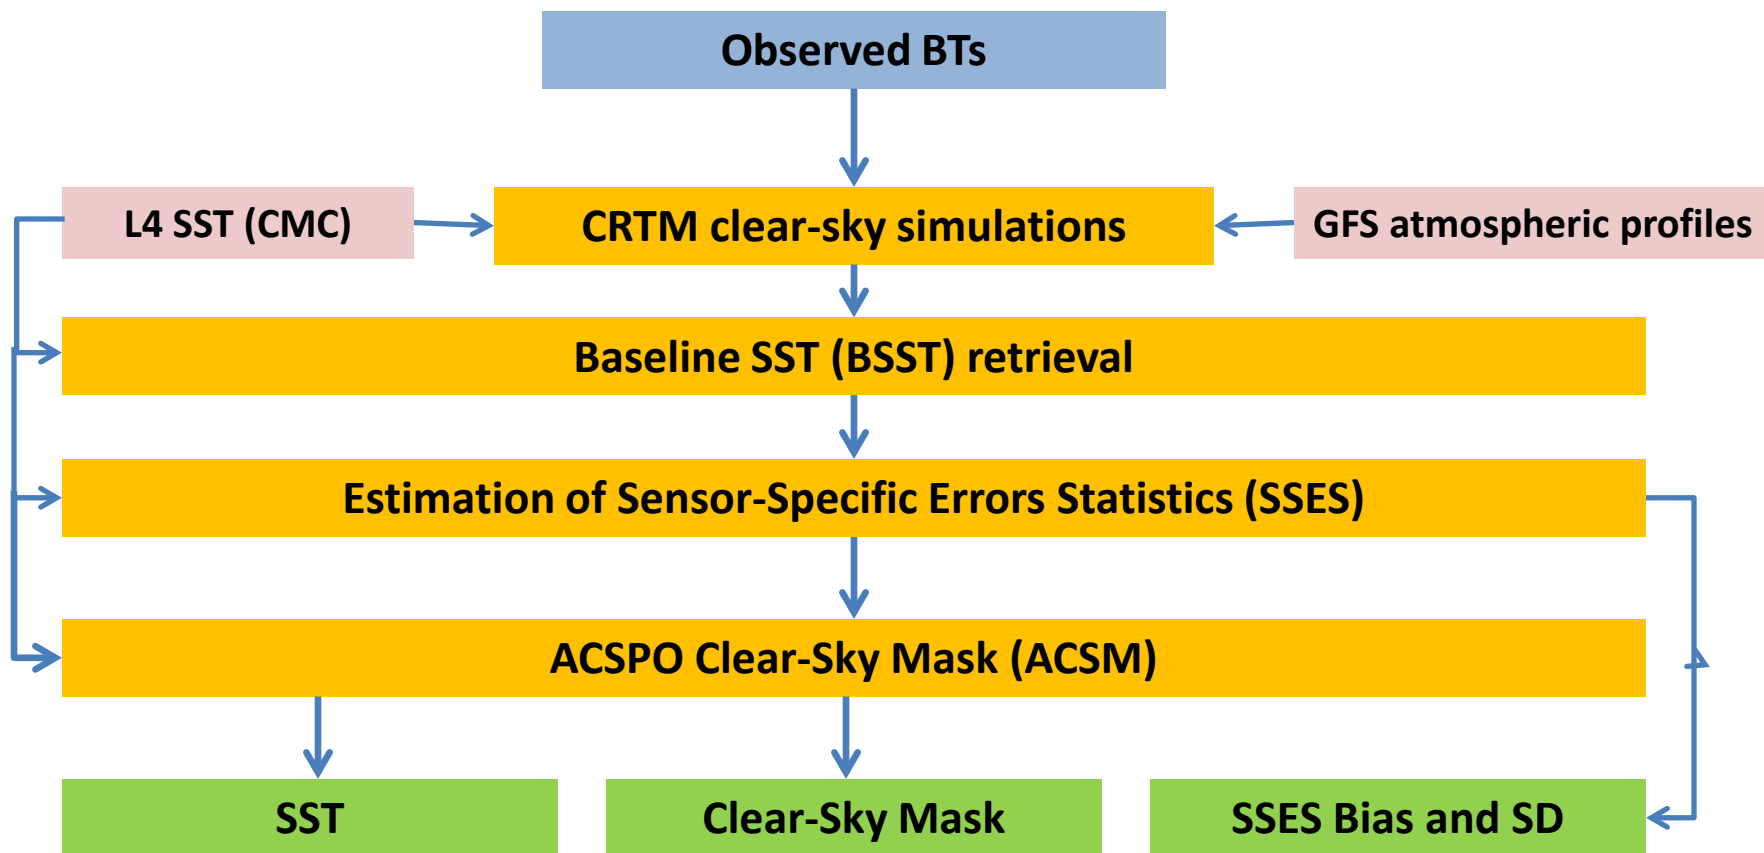 Observed BTs
L4 SST (CMC)
CRTM clear-sky simulations
GFS atmospheric profiles
Baseline SST (BSST) retrieval
Estimation of Sensor-Specific Errors Statistics (SSES)
ACSPO Clear-Sky Mask (ACSM)
SST
Clear-Sky Mask
SSES Bias and SD